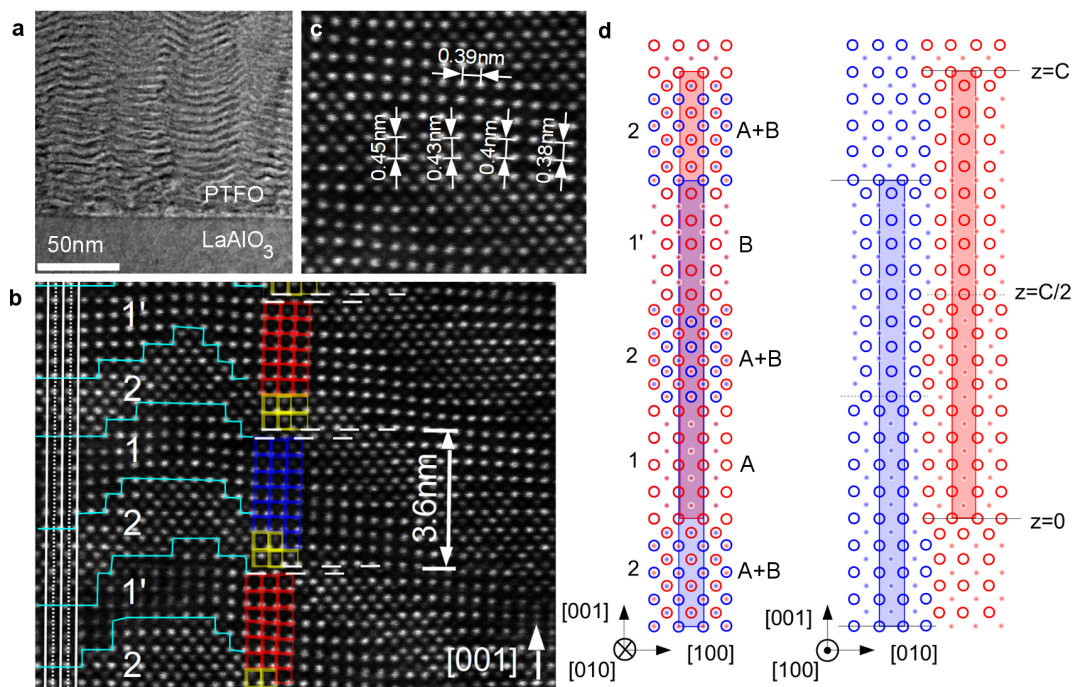 a
PTFO
LaAlO3
50nm
c
0.39nm
0.45nm
0.43nm
0.4nm
0.38nm
b
1'
2
1
2
1'
2
3.6nm
[001]
d
2
A+B
1'
B
2
A+B
1
A
2
A+B
[001]
[010]
[100]
z=C
z=C/2
z=0
[001]
[100]
[010]